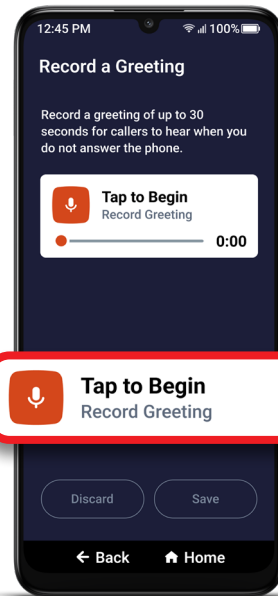 12:45 PM 100%
Record a Greeting
Record a greeting of up to 30
seconds for callers to hear when you
do not answer the phone.
Tap to Begin
Record Greeting
0:00
Tap to Begin
Record Greeting
Discard Save
Back Home